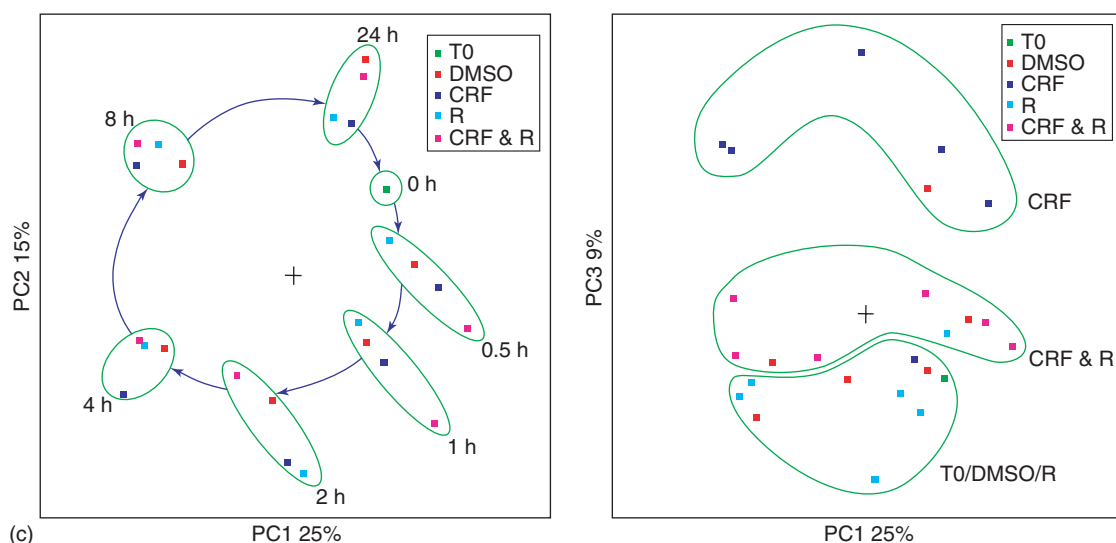 24 h
T0
DMSO
CRF
R
CRF & R
8 h
0 h
0.5 h
1 h
2 h
4 h
PC2 15%
PC1 25%
(c)
T0
DMSO
CRF
R
CRF & R
CRF
CRF & R
T0/DMSO/R
PC3 9%
PC1 25%